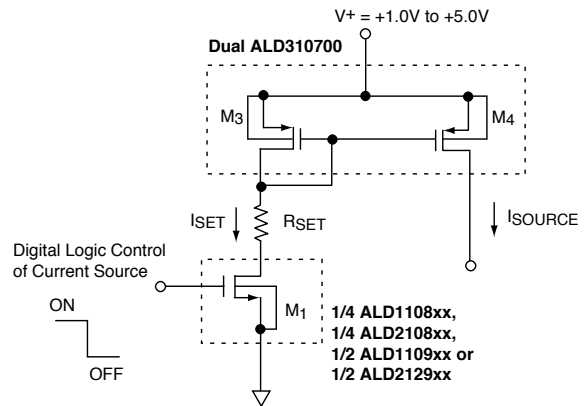 V+ = +1.0V to +5.0V
Dual ALD310700
M3
M4
ISET
RSET
ISOURCE
Digital Logic Control
of Current Source
ON
OFF
M1
1/4 ALD1108xx,
1/4 ALD2108xx,
1/2 ALD1109xx or
1/2 ALD2129xx